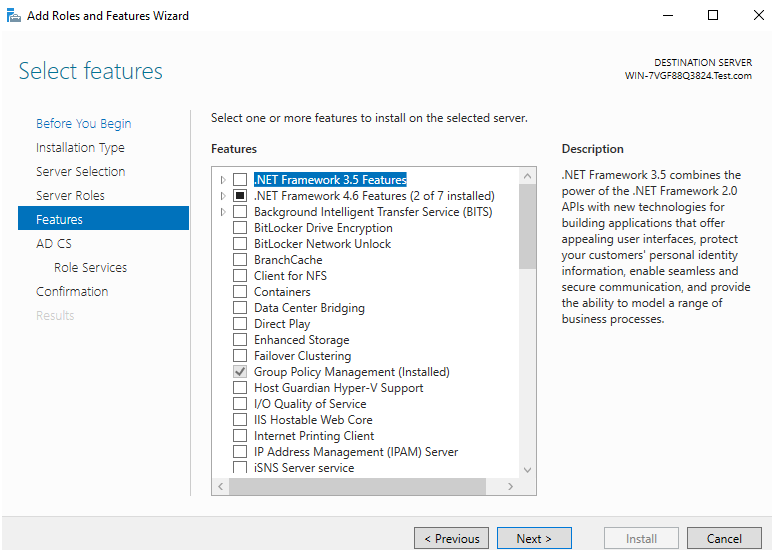 Add Roles and Features Wizard
Select features
DESTINATION SERVER
WIN-7VGF88Q3824.Test.com
Before You Begin
Installation Type
Server Selection
Server Roles
Features
AD CS
Role Services
Confirmation
Results
Select one or more features to install on the selected server.
Features
.NET Framework 3.5 Features
.NET Framework 4.6 Features (2 of 7 installed)
Background Intelligent Transfer Service (BITS)
BitLocker Drive Encryption
BitLocker Network Unlock
BranchCache
Client for NFS
Containers
Data Center Bridging
Direct Play
Enhanced Storage
Failover Clustering
Group Policy Management (Installed)
Host Guardian Hyper-V Support
I/O Quality of Service
IIS Hostable Web Core
Internet Printing Client
IP Address Management (IPAM) Server
iSNS Server service
Description
.NET Framework 3.5 combines the
power of the .NET Framework 2.0
APIs with new technologies for
building applications that offer
appealing user interfaces, protect
your customers' personal identity
information, enable seamless and
secure communication, and provide
the ability to model a range of
business processes.
< Previous
Next >
Install
Cancel